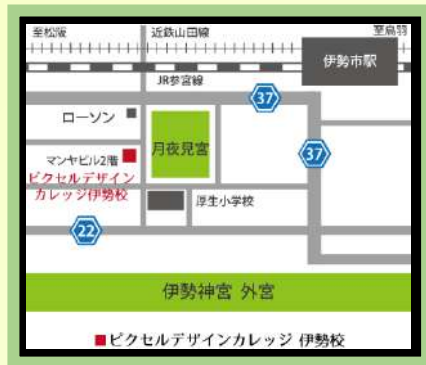 至松阪
近鉄山田線
至鳥羽
伊勢市駅
JR参宮線
37
ローソン
月夜見宮
37
マンヤビル2階
ピクセルデザイン
カレッジ伊勢校
厚生小学校
22
伊勢神宮 外宮
■ピクセルデザインカレッジ 伊勢校